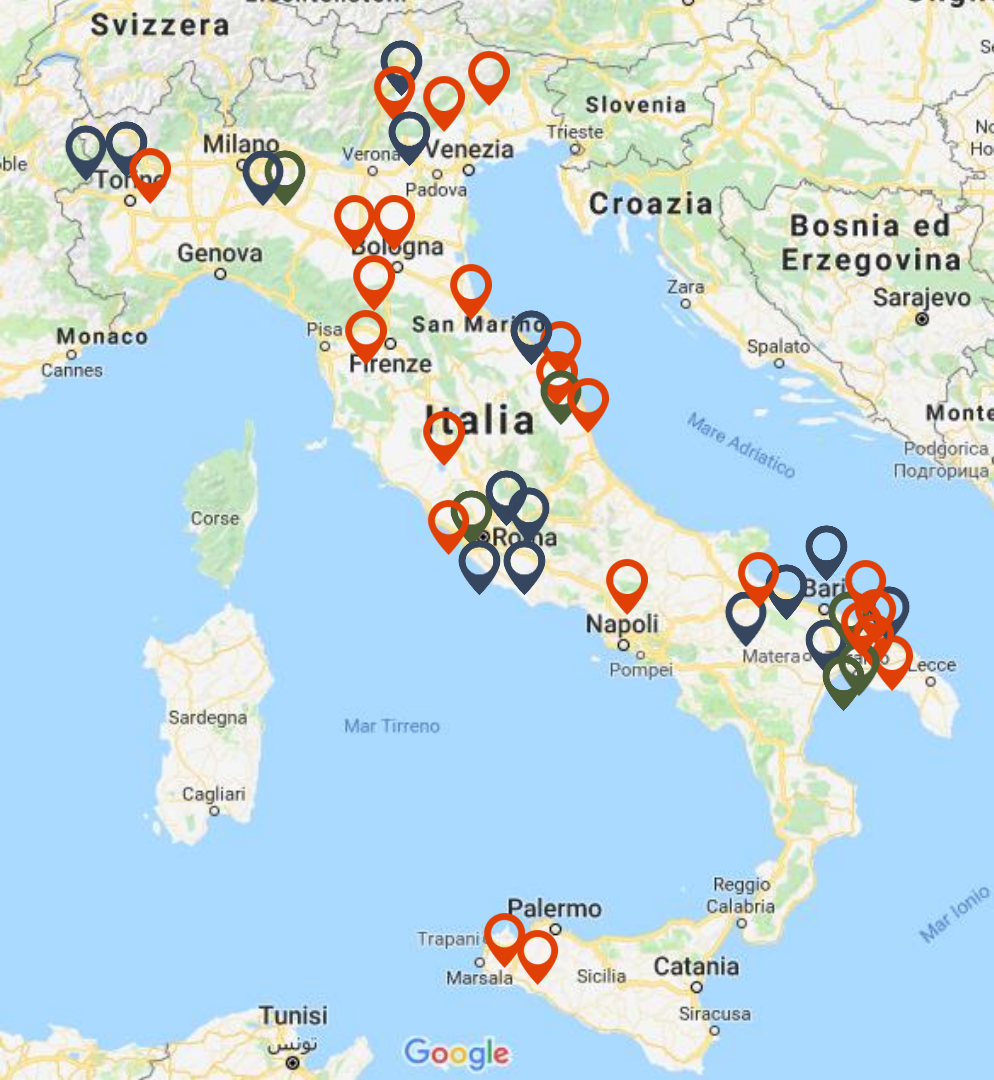 Svizzera
Slovenia
Milano
Trieste
Verona
Venezia
Padova
Croazia
Bosnia ed
Erzegovina
Bologna
Genova
Zara
Sarajevo
San Marino
Pisa
Monaco
Spalato
Firenze
Cannes
Italia
Monte
Mare Adriatico
Podgorica
Подгорица
Corse
Roma
Bari
Napoli
Matera
Lecce
Pompei
Sardegna
Mar Tirreno
Cagliari
Reggio
Calabria
Palermo
Mar Ionio
Trapani
Catania
Marsala
Sicilia
Tunisi
تونس
Siracusa
Google